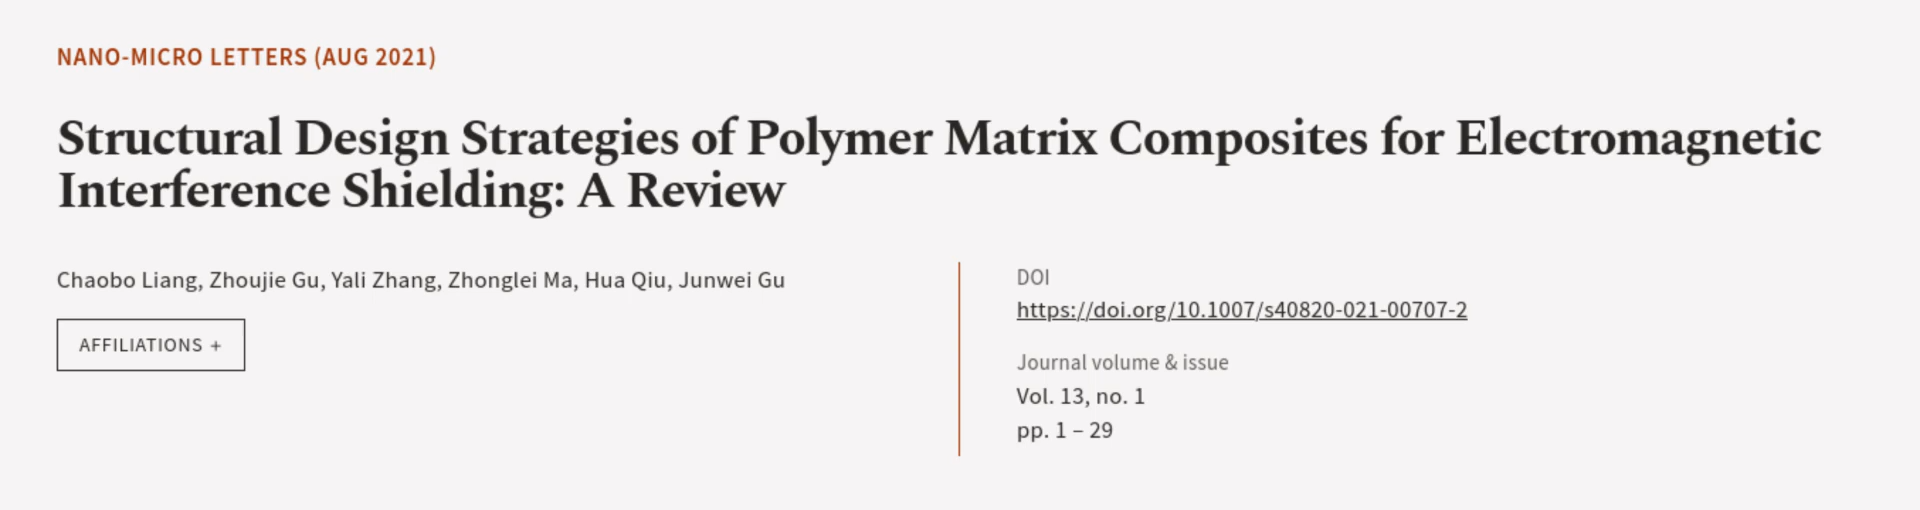 NANO-MICRO LETTERS (AUG 2021)
Structural Design Strategies of Polymer Matrix Composites for Electromagnetic
Interference Shielding: A Review
Chaobo Liang, Zhoujie Gu, Yali Zhang, Zhonglei Ma, Hua Qiu, Junwei Gu
AFFILIATIONS +
DOI
https://doi.org/10.1007/s40820-021-00707-2
Journal volume & issue
Vol. 13, no. 1
pp. 1 – 29